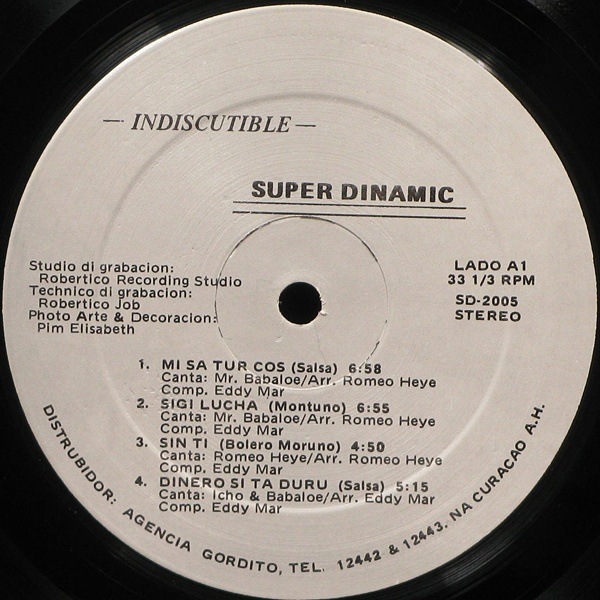 — INDISCUTIBLE —
SUPER DINAMIC
Studio di grabacion:
Robertico Recording Studio
Technico di grabacion:
Robertico Job
Photo Arte & Decoracion:
Pim Elisabeth
LADO A1
33 1/3 RPM
SD-2005
STEREO
1. MI SA TUR COS (Salsa) 6:58
Canta: Mr. Babaloe/Arr. Romeo Heye
Comp. Eddy Mar
2. SIGI LUCHA (Montuno) 6:55
Canta: Mr. Babaloe/Arr. Romeo Heye
Comp. Eddy Mar
3. SIN TI (Bolero Moruno) 4:50
Canta: Romeo Heye/Arr. Romeo Heye
Comp. Eddy Mar
4. DINERO SI TA DURU (Salsa) 5:15
Canta: Icho & Babaloe/Arr. Eddy Mar
Comp. Eddy Mar
DISTRUBIDOR: AGENCIA GORDITO, TEL. 12442 & 12443. NA CURACAO A.H.